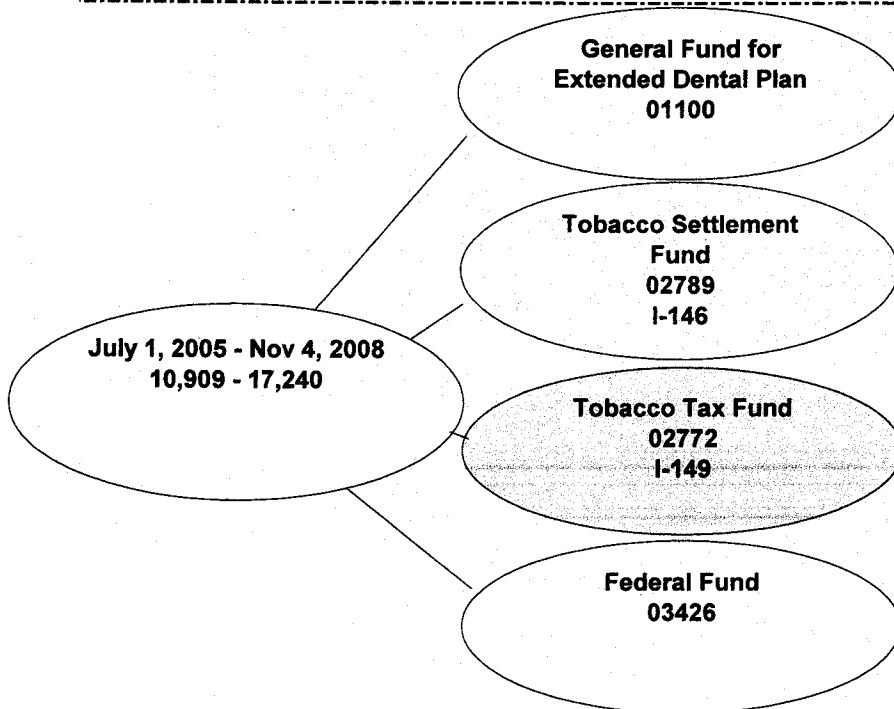 General Fund for
Extended Dental Plan
01100
Tobacco Settlement
Fund
02789
I-146
July 1, 2005 - Nov 4, 2008
10,909 - 17,240
Tobacco Tax Fund
02772
I-149
Federal Fund
03426